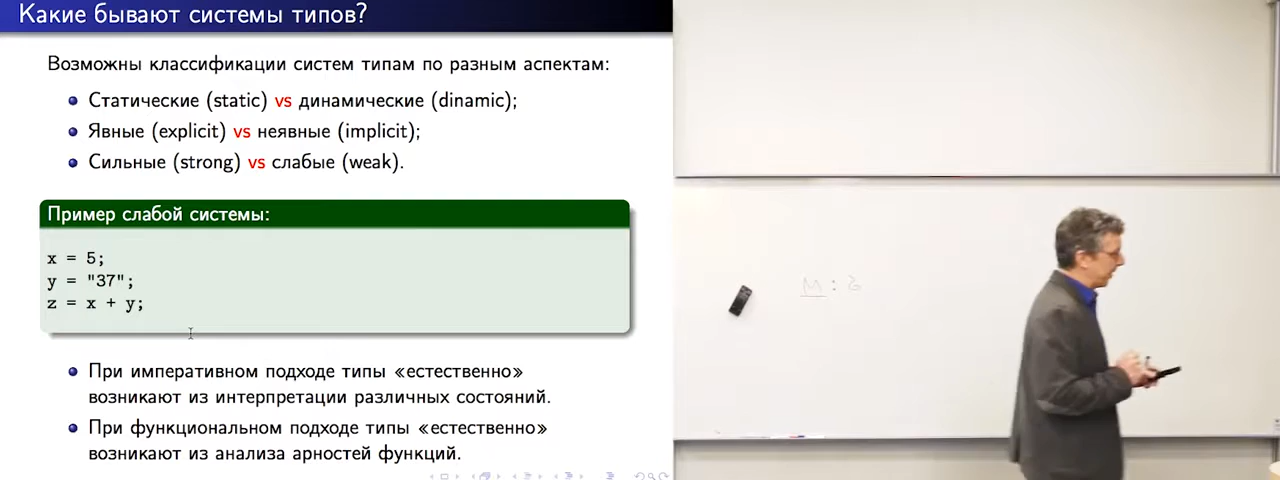 Какие бывают системы типов?
Возможны классификации систем типам по разным аспектам:
Статические (static) vs динамические (dinamic);
Явные (explicit) vs неявные (implicit);
Сильные (strong) vs слабые (weak).
Пример слабой системы:
x = 5;
y = "37";
z = x + y;
При императивном подходе типы «естественно»
возникают из интерпретации различных состояний.
При функциональном подходе типы «естественно»
возникают из анализа арностей функций.
M :